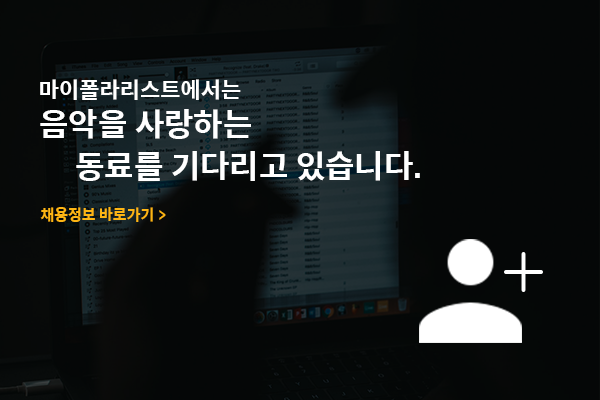 마이폴라리스트에서는
음악을 사랑하는
동료를 기다리고 있습니다.
채용정보 바로가기 >